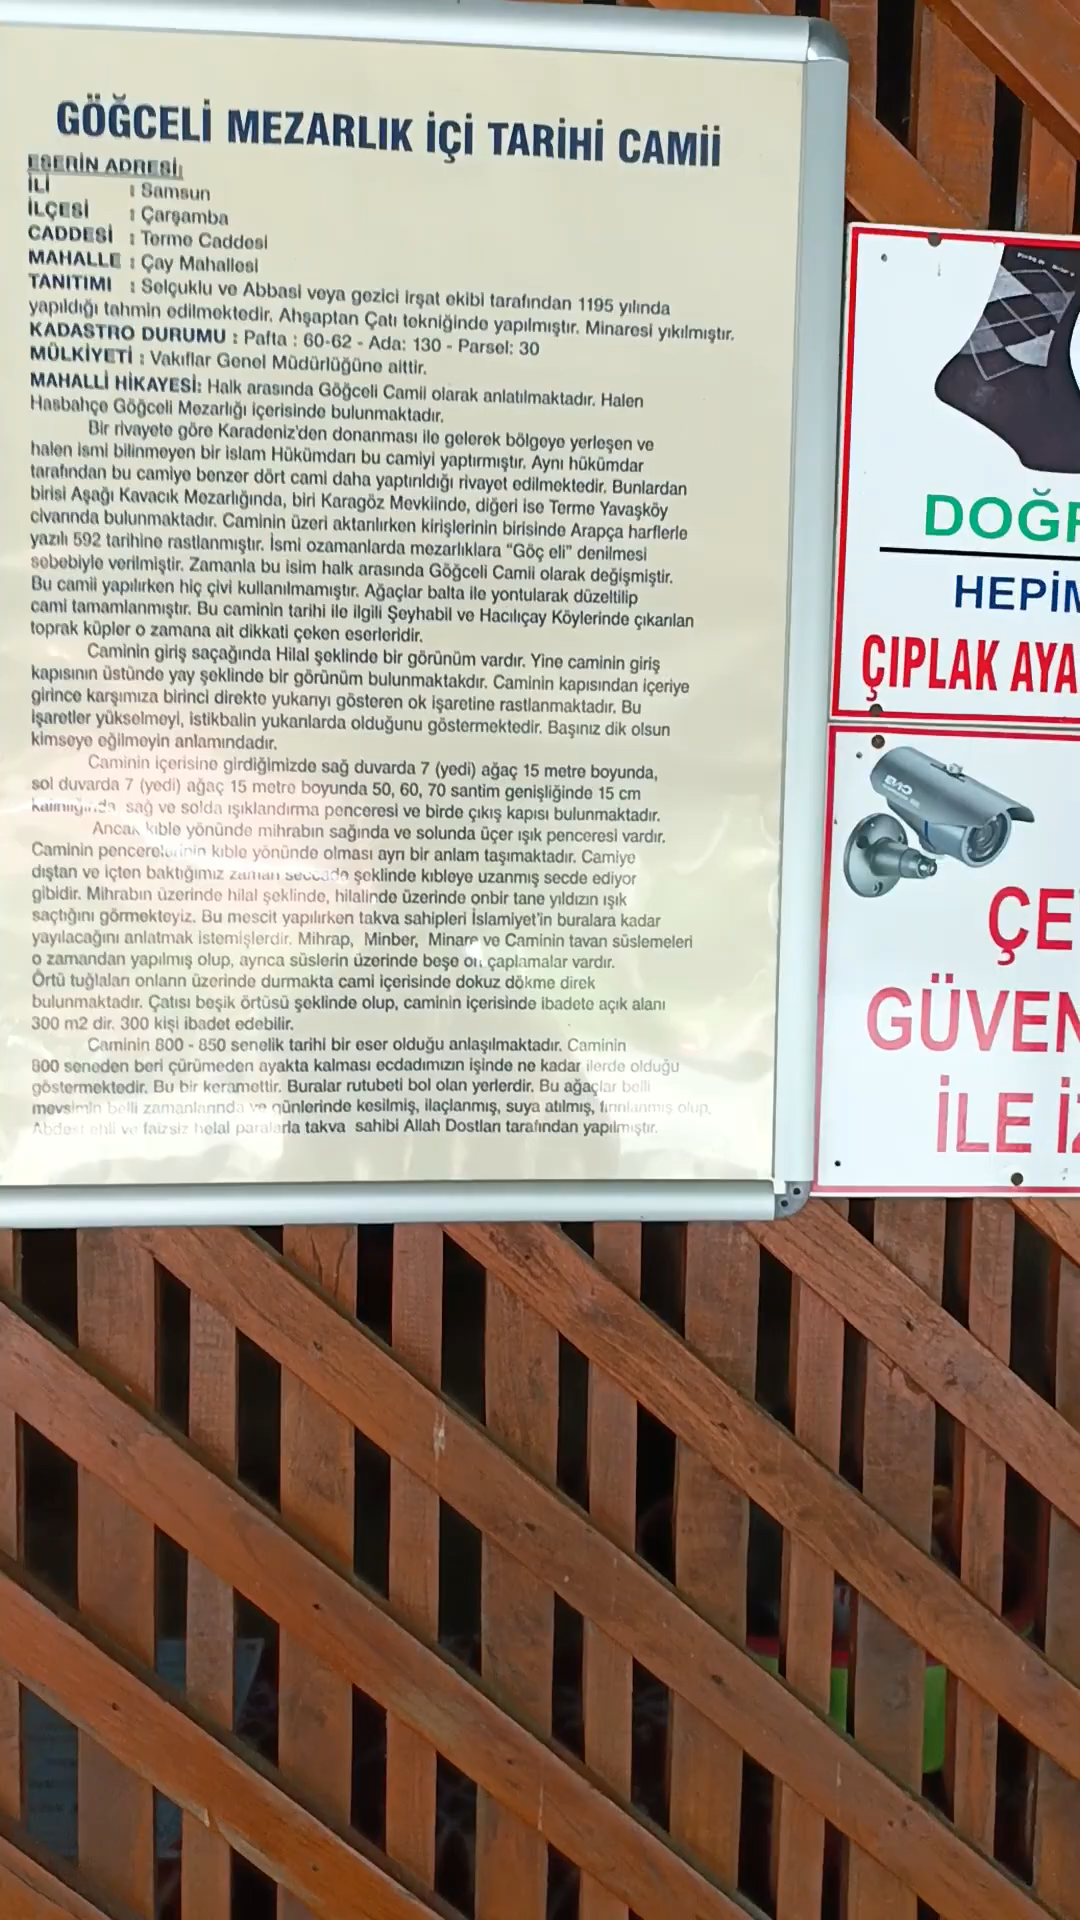 GÖĞCELİ MEZARLIK İÇİ TARİHİ CAMİİ
ESERİN ADRESİ:
İLİ : Samsun
İLÇESİ : Çarşamba
CADDESİ : Terme Caddesi
MAHALLE : Çay Mahallesi
TANITIMI : Selçuklu ve Abbasi veya gezici irşat ekibi tarafından 1195 yılında
yapıldığı tahmin edilmektedir. Ahşaptan Çatı tekniğinde yapılmıştır. Minaresi yıkılmıştır.
KADASTRO DURUMU : Pafta : 60-62 - Ada: 130 - Parsel: 30
MÜLKİYETİ : Vakıflar Genel Müdürlüğüne aittir.
MAHALLİ HİKAYESİ: Halk arasında Göğceli Camii olarak anlatılmaktadır. Halen
Hasbahçe Göğceli Mezarlığı içerisinde bulunmaktadır.
Bir rivayete göre Karadeniz'den donanması ile gelerek bölgeye yerleşen ve
halen ismi bilinmeyen bir islam Hükümdarı bu camiyi yaptırmıştır. Aynı hükümdar
tarafından bu camiye benzer dört cami daha yaptırıldığı rivayet edilmektedir. Bunlardan
birisi Aşağı Kavacık Mezarlığında, biri Karagöz Mevkiinde, diğeri ise Terme Yavaşköy
civarında bulunmaktadır. Caminin üzeri aktarılırken kirişlerinin birisinde Arapça harflerle
yazılı 592 tarihine rastlanmıştır. İsmi ozamanlarda mezarlıklara "Göç eli" denilmesi
sebebiyle verilmiştir. Zamanla bu isim halk arasında Göğceli Camii olarak değişmiştir.
Bu camii yapılırken hiç çivi kullanılmamıştır. Ağaçlar balta ile yontularak düzeltilip
cami tamamlanmıştır. Bu caminin tarihi ile ilgili Şeyhabil ve Hacılıçay Köylerinde çıkarılan
toprak küpler o zamana ait dikkati çeken eserleridir.
Caminin giriş saçağında Hilal şeklinde bir görünüm vardır. Yine caminin giriş
kapısının üstünde yay şeklinde bir görünüm bulunmaktakdır. Caminin kapısından içeriye
girince karşımıza birinci direkte yukarıyı gösteren ok işaretine rastlanmaktadır. Bu
işaretler yükselmeyi, istikbalin yukarılarda olduğunu göstermektedir. Başınız dik olsun
kimseye eğilmeyin anlamındadır.
Caminin içerisine girdiğimizde sağ duvarda 7 (yedi) ağaç 15 metre boyunda,
sol duvarda 7 (yedi) ağaç 15 metre boyunda 50, 60, 70 santim genişliğinde 15 cm
kalınlığında sağ ve solda ışıklandırma penceresi ve birde çıkış kapısı bulunmaktadır.
Ancak kıble yönünde mihrabın sağında ve solunda üçer ışık penceresi vardır.
Caminin pencerelerinin kıble yönünde olması ayrı bir anlam taşımaktadır. Camiye
dıştan ve içten baktığımız zaman seccade şeklinde kıbleye uzanmış secde ediyor
gibidir. Mihrabın üzerinde hilal şeklinde, hilalinde üzerinde onbir tane yıldızın ışık
saçtığını görmekteyiz. Bu mescit yapılırken takva sahipleri İslamiyet'in buralara kadar
yayılacağını anlatmak istemişlerdir. Mihrap, Minber, Minare ve Caminin tavan süslemeleri
o zamandan yapılmış olup, ayrıca süslerin üzerinde beşe on çaplamalar vardır.
Örtü tuğlaları onların üzerinde durmakta cami içerisinde dokuz dökme direk
bulunmaktadır. Çatısı beşik örtüsü şeklinde olup, caminin içerisinde ibadete açık alanı
300 m2 dir. 300 kişi ibadet edebilir.
Caminin 800 - 850 senelik tarihi bir eser olduğu anlaşılmaktadır. Caminin
800 seneden beri çürümeden ayakta kalması ecdadımızın işinde ne kadar ilerde olduğu
göstermektedir. Bu bir keramettir. Buralar rutubeti bol olan yerlerdir. Bu ağaçlar belli
mevsimin belli zamanlarında ve günlerinde kesilmiş, ilaçlanmış, suya atılmış, fırınlanmış olup,
Abdest ehli ve faizsiz helal paralarla takva sahibi Allah Dostları tarafından yapılmıştır.
DOĞR
HEPİM
ÇIPLAK AYA
ÇE
GÜVEN
İLE İZ